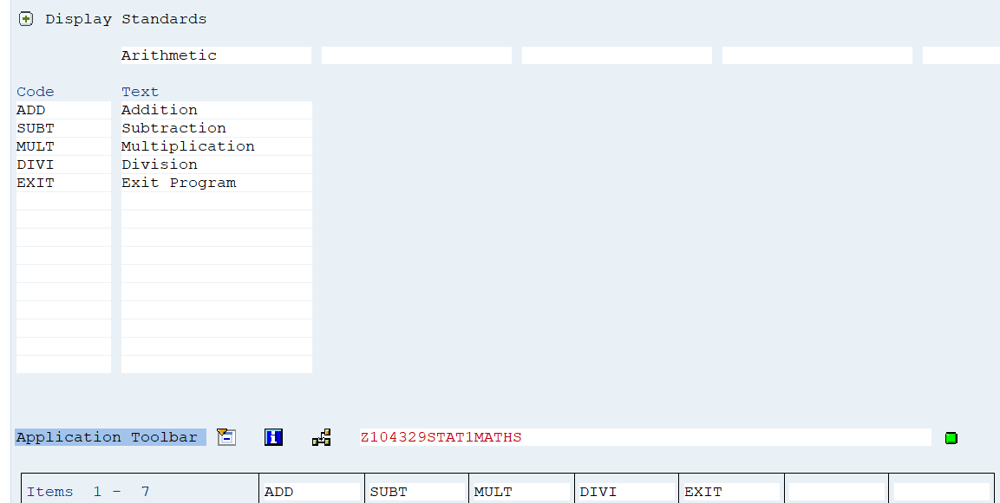 Display Standards
Arithmetic
Code Text
ADD Addition
SUBT Subtraction
MULT Multiplication
DIVI Division
EXIT Exit Program
Application Toolbar Z104329STAT1MATHS
Items 1 - 7 ADD SUBT MULT DIVI EXIT